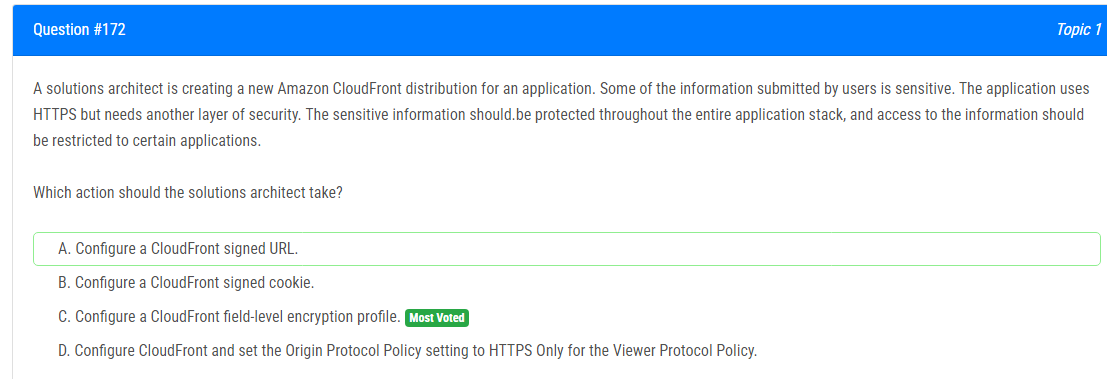 Question #172
Topic 1
A solutions architect is creating a new Amazon CloudFront distribution for an application. Some of the information submitted by users is sensitive. The application uses
HTTPS but needs another layer of security. The sensitive information should.be protected throughout the entire application stack, and access to the information should
be restricted to certain applications.
Which action should the solutions architect take?
A. Configure a CloudFront signed URL.
B. Configure a CloudFront signed cookie.
C. Configure a CloudFront field-level encryption profile. Most Voted
D. Configure CloudFront and set the Origin Protocol Policy setting to HTTPS Only for the Viewer Protocol Policy.